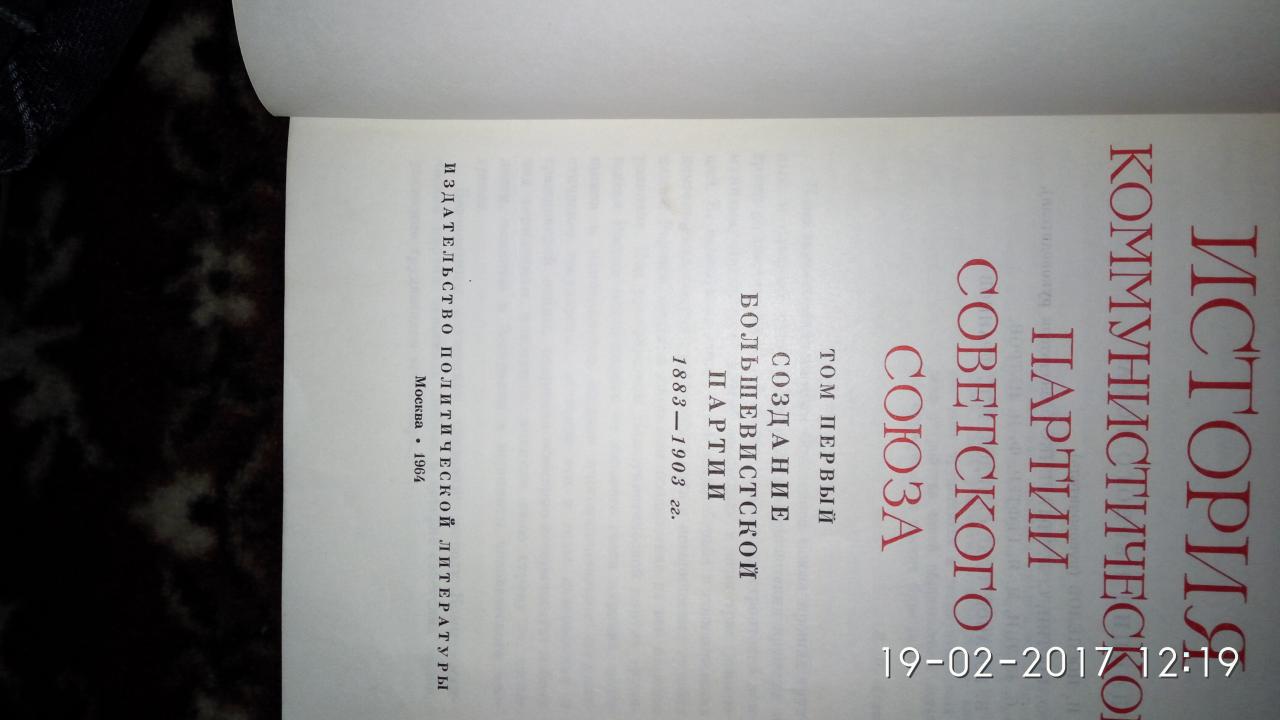 ИСТОРИЯ
КОММУНИСТИЧЕСКО
ПАРТИИ
СОВЕТСКОГО
СОЮЗА
ТОМ ПЕРВЫЙ
СОЗДАНИЕ
БОЛЬШЕВИСТСКОЙ
ПАРТИИ
1883—1903 гг.
ИЗДАТЕЛЬСТВО ПОЛИТИЧЕСКОЙ ЛИТЕРАТУРЫ
Москва • 1964
19-02-2017 12:19